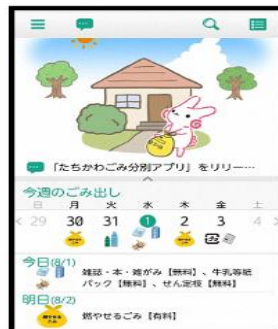 「たちかわごみ分別アプリ」をリリー…
今週のごみ出し
日 月 火 水 木 金 土
29 30 31 1 2 3 4
今日(8/1)
雑誌・本・雑がみ【無料】、牛乳等紙
パック【無料】、せん定枝【無料】
明日(8/2)
燃やせるごみ【有料】